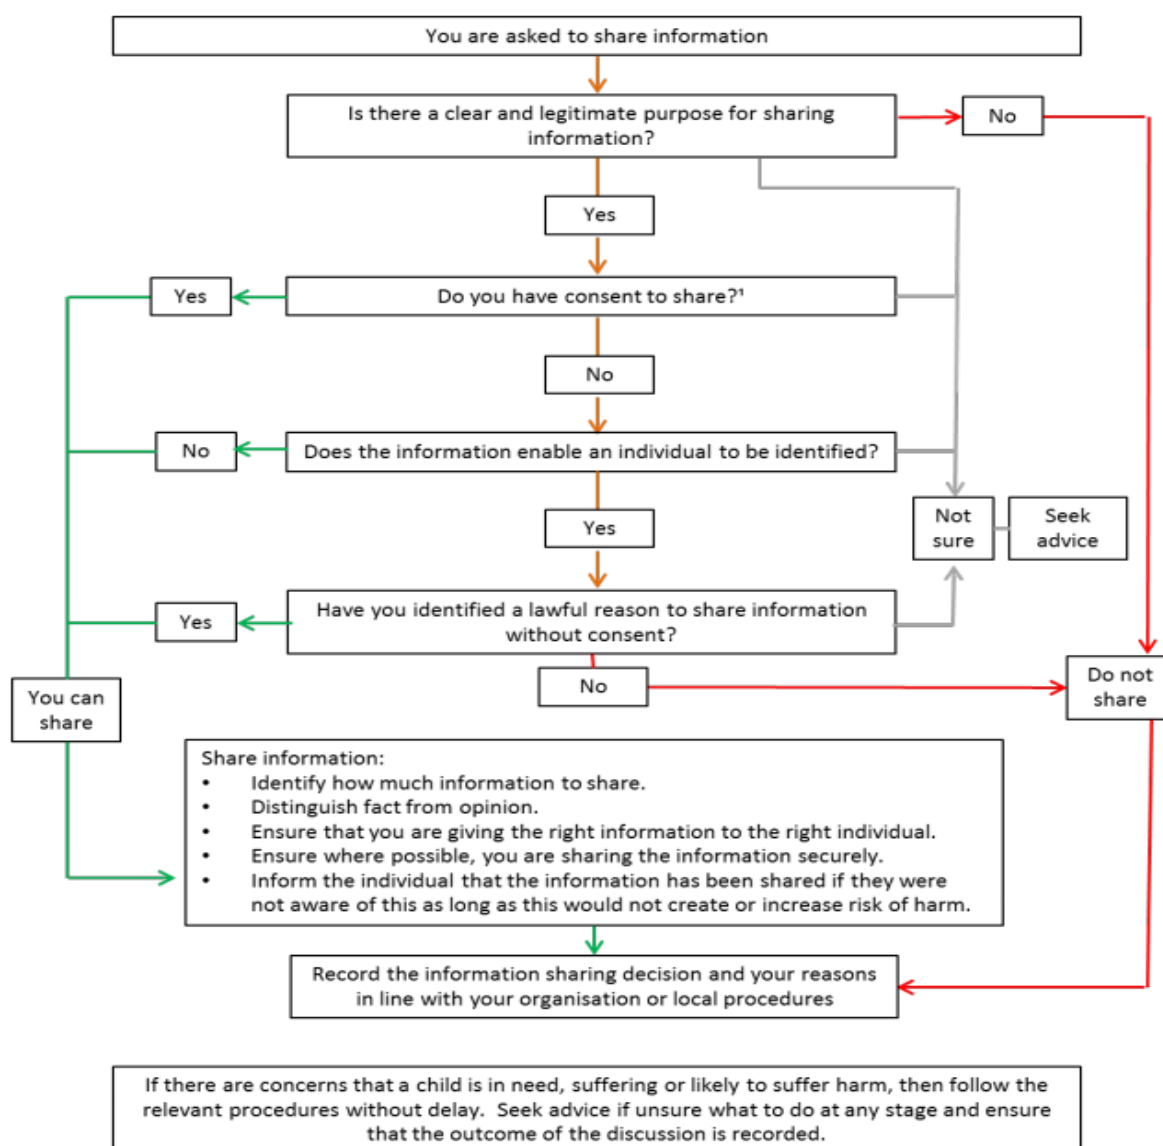 You are asked to share information
Is there a clear and legitimate purpose for sharing
information?
No
Yes
Do you have consent to share?¹
Yes
No
Does the information enable an individual to be identified?
No
Yes
Not
sure
Seek
advice
Have you identified a lawful reason to share information
without consent?
Yes
No
You can
share
Do not
share
Share information:
• Identify how much information to share.
• Distinguish fact from opinion.
• Ensure that you are giving the right information to the right individual.
• Ensure where possible, you are sharing the information securely.
• Inform the individual that the information has been shared if they were
not aware of this as long as this would not create or increase risk of harm.
Record the information sharing decision and your reasons
in line with your organisation or local procedures
If there are concerns that a child is in need, suffering or likely to suffer harm, then follow the
relevant procedures without delay. Seek advice if unsure what to do at any stage and ensure
that the outcome of the discussion is recorded.